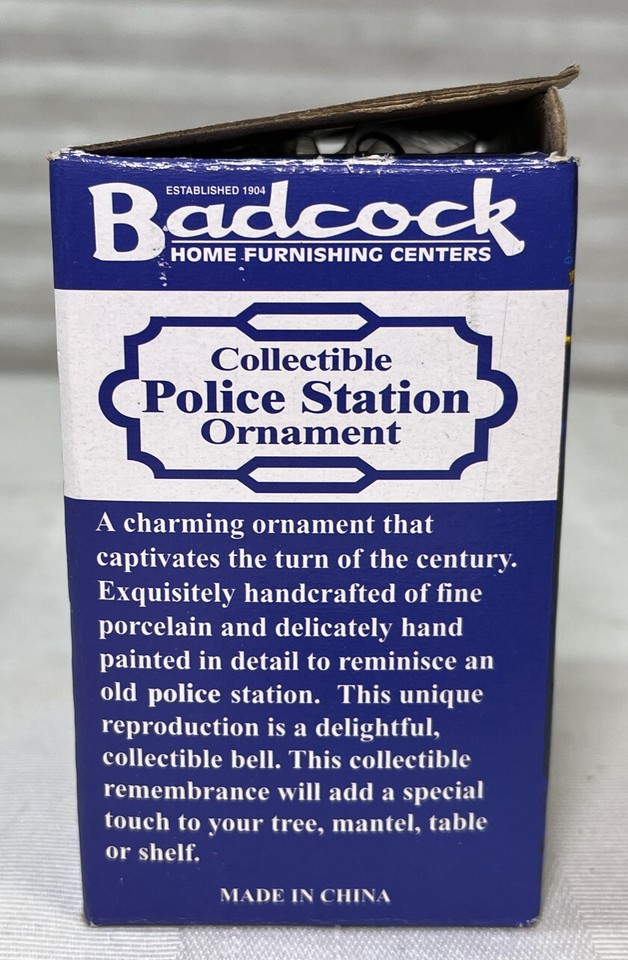 ESTABLISHED 1904
Badcock
HOME FURNISHING CENTERS
Collectible
Police Station
Ornament
A charming ornament that
captivates the turn of the century.
Exquisitely handcrafted of fine
porcelain and delicately hand
painted in detail to reminisce an
old police station. This unique
reproduction is a delightful,
collectible bell. This collectible
remembrance will add a special
touch to your tree, mantel, table
or shelf.
MADE IN CHINA